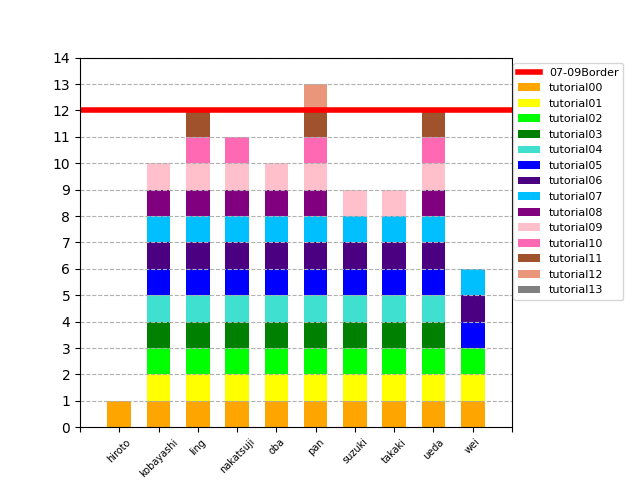 14
13
12
11
10
9
8
7
6
5
4
3
2
1
0
hiroto
kobayashi
ling
nakatsuji
oba
pan
suzuki
takaki
ueda
wei
07-09Border
tutorial00
tutorial01
tutorial02
tutorial03
tutorial04
tutorial05
tutorial06
tutorial07
tutorial08
tutorial09
tutorial10
tutorial11
tutorial12
tutorial13